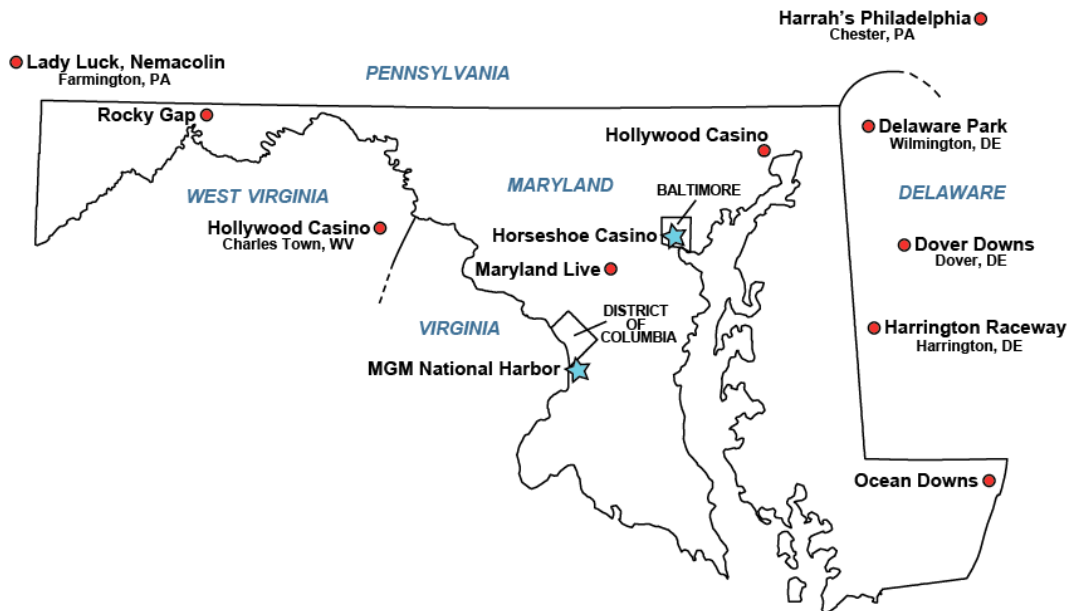 Harrah's Philadelphia
Chester, PA
Lady Luck, Nemacolin
Farmington, PA
PENNSYLVANIA
Rocky Gap
Hollywood Casino
Delaware Park
Wilmington, DE
WEST VIRGINIA
MARYLAND
BALTIMORE
DELAWARE
Hollywood Casino
Charles Town, WV
Horseshoe Casino
Dover Downs
Dover, DE
Maryland Live
VIRGINIA
DISTRICT
OF
COLUMBIA
Harrington Raceway
Harrington, DE
MGM National Harbor
Ocean Downs